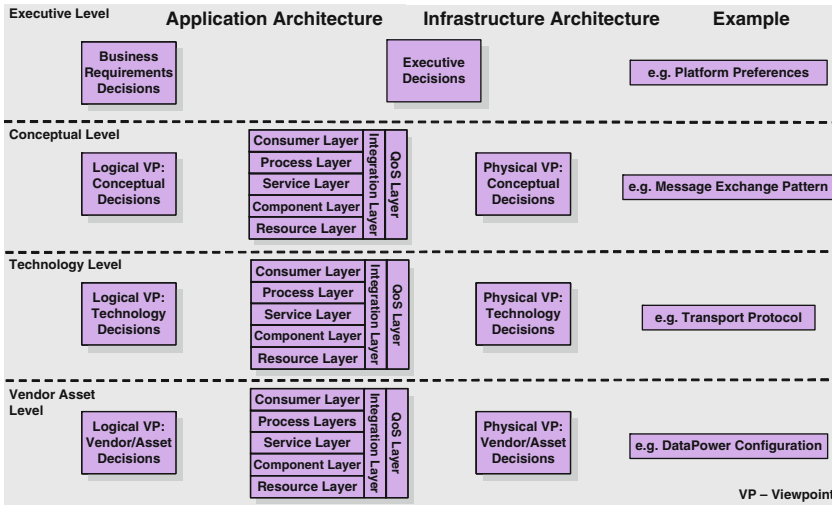 Executive Level
Application Architecture
Infrastructure Architecture
Example
Business
Requirements
Decisions
Executive
Decisions
e.g. Platform Preferences
Conceptual Level
Logical VP:
Conceptual
Decisions
Consumer Layer
Process Layer
Service Layer
Component Layer
Resource Layer
Integration Layer
QoS Layer
Physical VP:
Conceptual
Decisions
e.g. Message Exchange Pattern
Technology Level
Logical VP:
Technology
Decisions
Consumer Layer
Process Layer
Service Layer
Component Layer
Resource Layer
Integration Layer
QoS Layer
Physical VP:
Technology
Decisions
e.g. Transport Protocol
Vendor Asset
Level
Logical VP:
Vendor/Asset
Decisions
Consumer Layer
Process Layers
Service Layer
Component Layer
Resource Layer
Integration Layer
QoS Layer
Physical VP:
Vendor/Asset
Decisions
e.g. DataPower Configuration
VP – Viewpoint